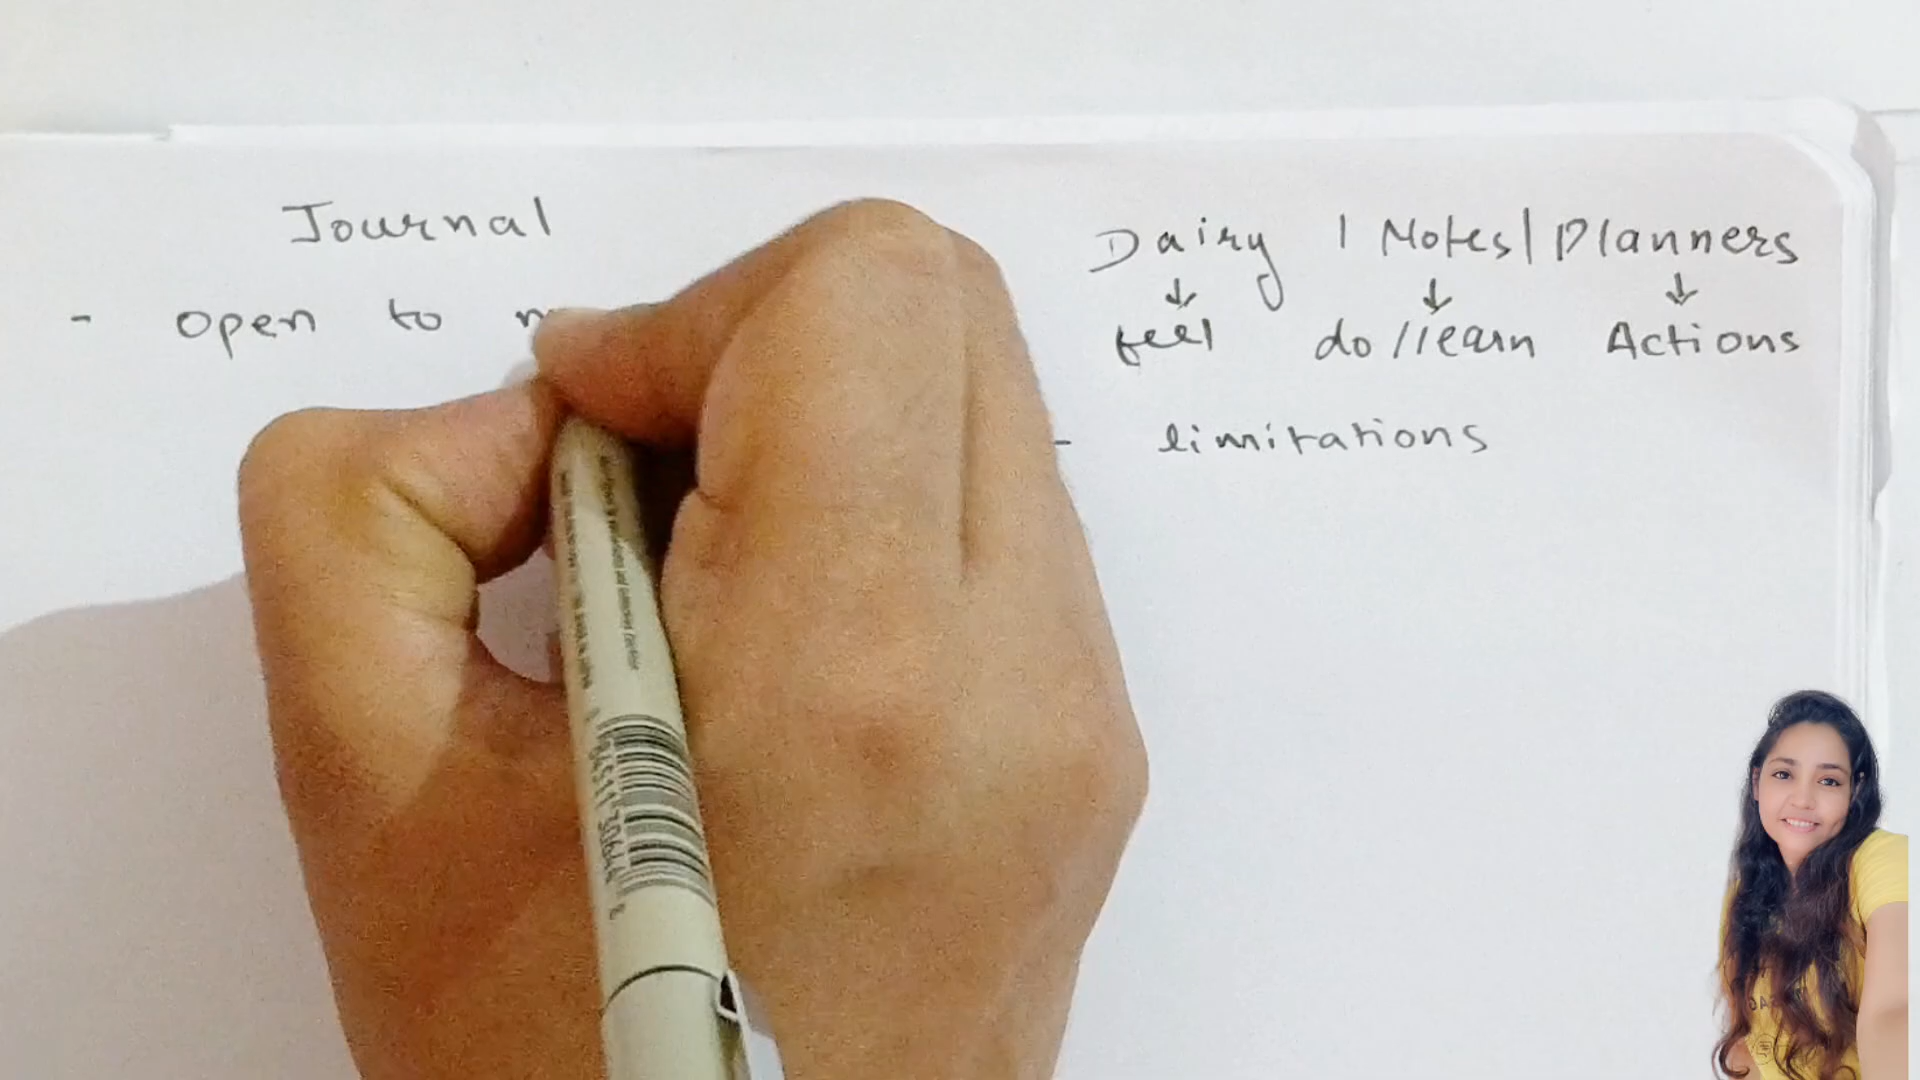 Journal
- open to
Dairy | Notes | Planners
↓ ↓ ↓
feel do / learn Actions
- limitations